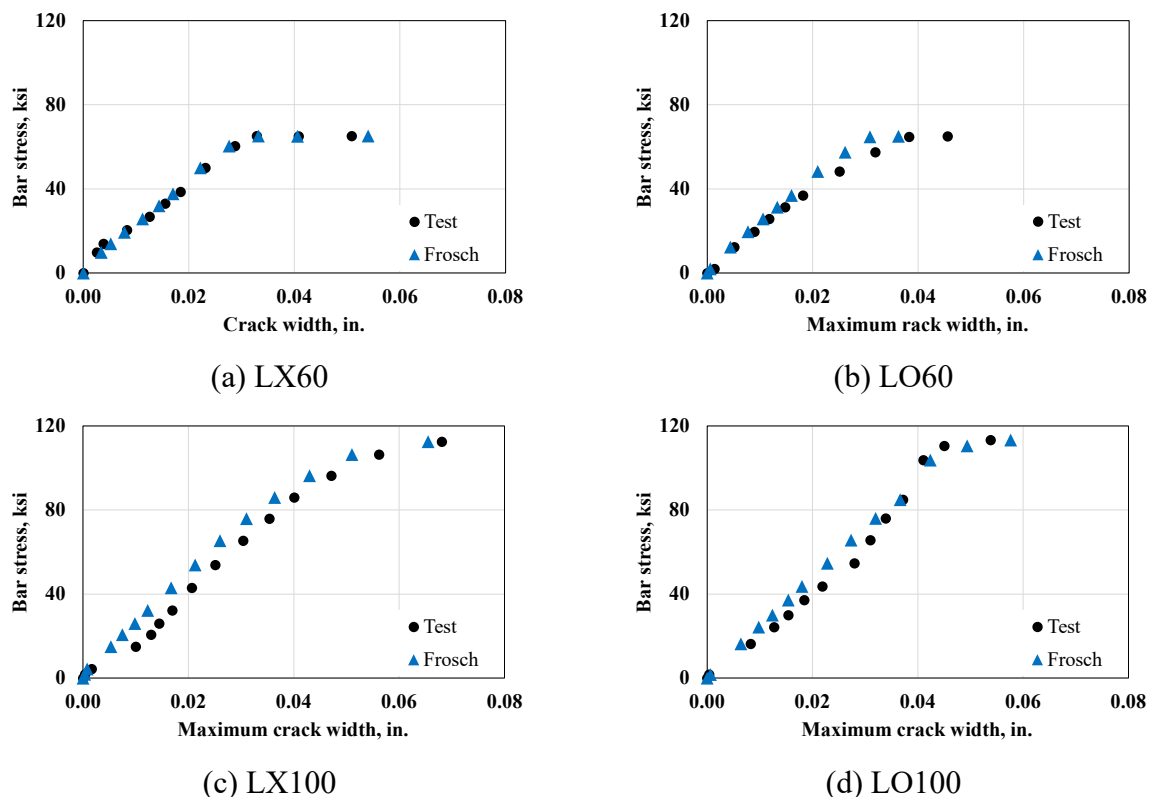 120
80
40
0
Bar stress, ksi
Test
Frosch
0.00 0.02 0.04 0.06 0.08
Crack width, in.
(a) LX60
120
80
40
0
Bar stress, ksi
Test
Frosch
0.00 0.02 0.04 0.06 0.08
Maximum rack width, in.
(b) LO60
120
80
40
0
Bar stress, ksi
Test
Frosch
0.00 0.02 0.04 0.06 0.08
Maximum crack width, in.
(c) LX100
120
80
40
0
Bar stress, ksi
Test
Frosch
0.00 0.02 0.04 0.06 0.08
Maximum crack width, in.
(d) LO100